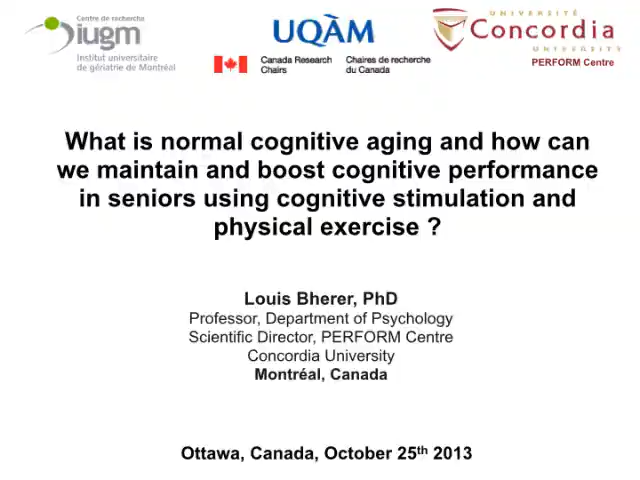 Centre de recherche
iugm
Institut universitaire
de gériatrie de Montréal
UQÀM
Canada Research
Chairs
Chaires de recherche
du Canada
UNIVERSITÉ
Concordia
UNIVERSITY
PERFORM Centre
What is normal cognitive aging and how can
we maintain and boost cognitive performance
in seniors using cognitive stimulation and
physical exercise ?
Louis Bherer, PhD
Professor, Department of Psychology
Scientific Director, PERFORM Centre
Concordia University
Montréal, Canada
Ottawa, Canada, October 25th 2013